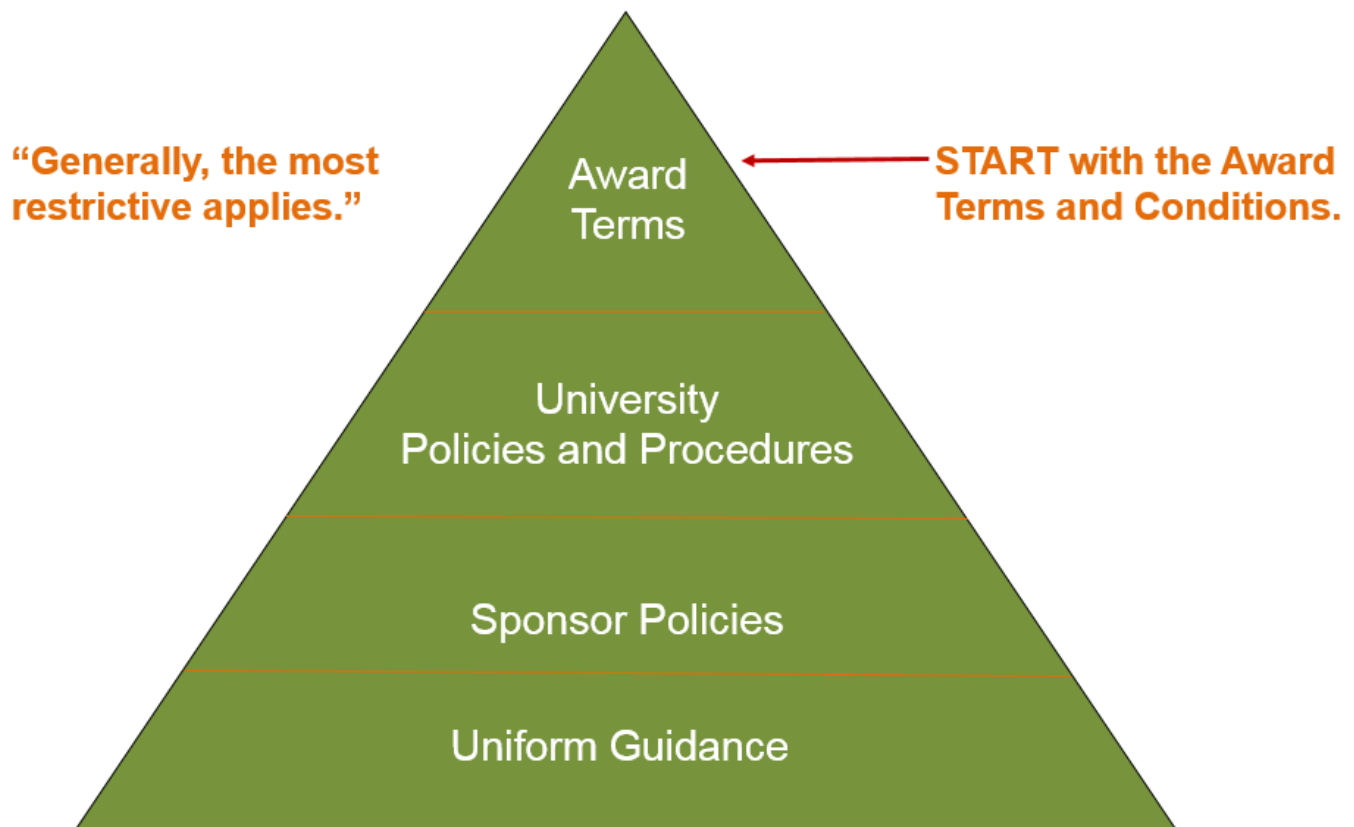 “Generally, the most
restrictive applies.”
START with the Award
Terms and Conditions.
Award
Terms
University
Policies and Procedures
Sponsor Policies
Uniform Guidance